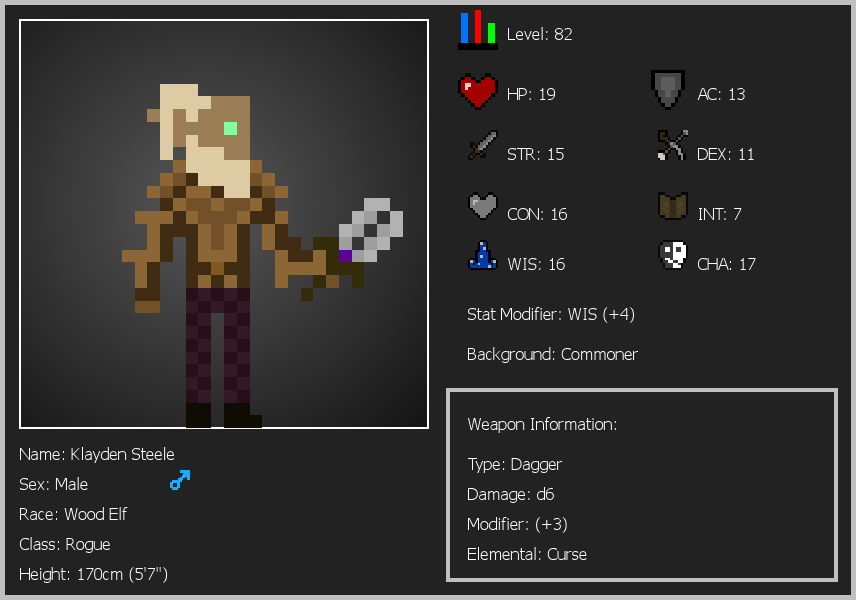 Level: 82
HP: 19
AC: 13
STR: 15
DEX: 11
CON: 16
INT: 7
WIS: 16
CHA: 17
Stat Modifier: WIS (+4)
Background: Commoner
Weapon Information:
Type: Dagger
Damage: d6
Modifier: (+3)
Elemental: Curse
Name: Klayden Steele
Sex: Male
Race: Wood Elf
Class: Rogue
Height: 170cm (5'7")